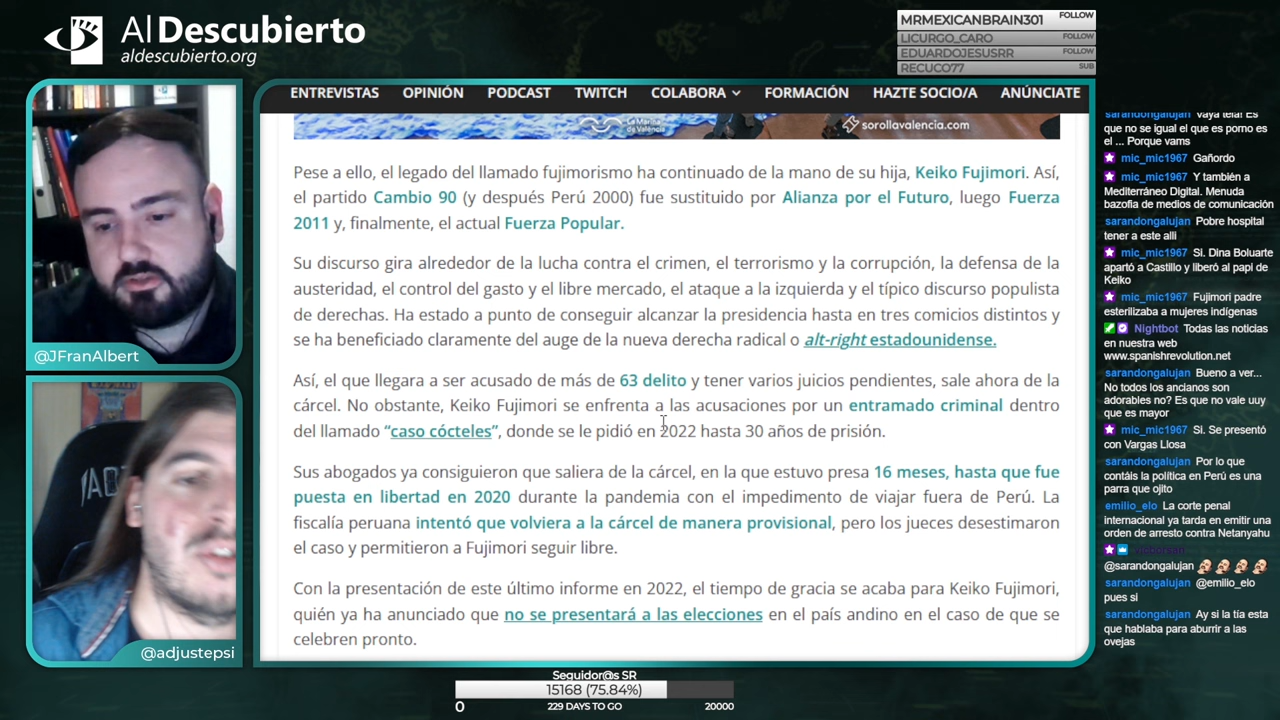 Al Descubierto
aldescubierto.org
MRMEXICANBRAIN301 FOLLOW
LICURGO_CARO FOLLOW
EDUARDOJESUSRR FOLLOW
RECUCO77 SUB
ENTREVISTAS OPINIÓN PODCAST TWITCH COLABORA FORMACIÓN HAZTE SOCIO/A ANÚNCIATE
La Marina de València
sorollavalencia.com
Pese a ello, el legado del llamado fujimorismo ha continuado de la mano de su hija, Keiko Fujimori. Así,
el partido Cambio 90 (y después Perú 2000) fue sustituido por Alianza por el Futuro, luego Fuerza
2011 y, finalmente, el actual Fuerza Popular.
Su discurso gira alrededor de la lucha contra el crimen, el terrorismo y la corrupción, la defensa de la
austeridad, el control del gasto y el libre mercado, el ataque a la izquierda y el típico discurso populista
de derechas. Ha estado a punto de conseguir alcanzar la presidencia hasta en tres comicios distintos y
se ha beneficiado claramente del auge de la nueva derecha radical o alt-right estadounidense.
Así, el que llegara a ser acusado de más de 63 delito y tener varios juicios pendientes, sale ahora de la
cárcel. No obstante, Keiko Fujimori se enfrenta a las acusaciones por un entramado criminal dentro
del llamado “caso cócteles”, donde se le pidió en 2022 hasta 30 años de prisión.
Sus abogados ya consiguieron que saliera de la cárcel, en la que estuvo presa 16 meses, hasta que fue
puesta en libertad en 2020 durante la pandemia con el impedimento de viajar fuera de Perú. La
fiscalía peruana intentó que volviera a la cárcel de manera provisional, pero los jueces desestimaron
el caso y permitieron a Fujimori seguir libre.
Con la presentación de este último informe en 2022, el tiempo de gracia se acaba para Keiko Fujimori,
quién ya ha anunciado que no se presentará a las elecciones en el país andino en el caso de que se
celebren pronto.
@JFranAlbert
@adjustepsi
sarandongalujan Vaya tela! Es
que no se igual el que es porno es
el ... Porque vams
mic_mic1967 Gañordo
mic_mic1967 Y también a
Mediterráneo Digital. Menuda
bazofia de medios de comunicación
sarandongalujan Pobre hospital
tener a este alli
mic_mic1967 Si. Dina Boluarte
apartó a Castillo y liberó al papi de
Keiko
mic_mic1967 Fujimori padre
esterilizaba a mujeres indígenas
Nightbot Todas las noticias
en nuestra web
www.spanishrevolution.net
sarandongalujan Bueno a ver...
No todos los ancianos son
adorables no? Es que no vale uuy
que es mayor
mic_mic1967 Si. Se presentó
con Vargas Llosa
sarandongalujan Por lo que
contáis la política en Perú es una
parra que ojito
emilio_elo La corte penal
internacional ya tarda en emitir una
orden de arresto contra Netanyahu
@sarandongalujan
sarandongalujan @emilio_elo
pues si
sarandongalujan Ay si la tía esta
que hablaba para aburrir a las
ovejas
Seguidor@s SR
15168 (75.84%)
0 229 DAYS TO GO 20000